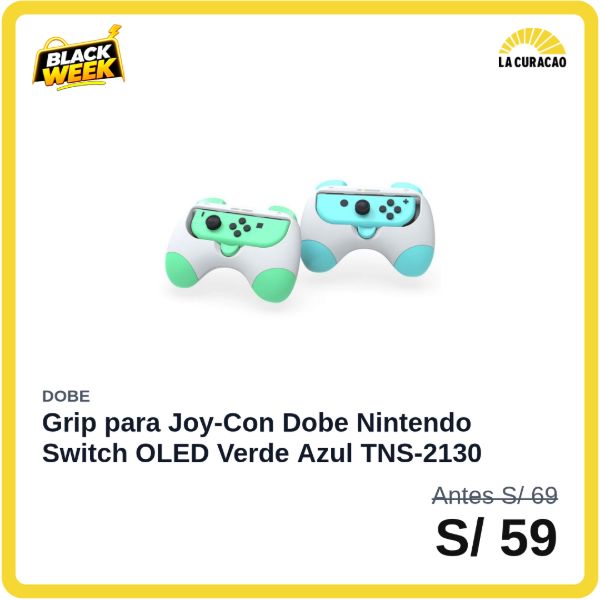 BLACK
WEEK
LA CURACAO
DOBE
Grip para Joy-Con Dobe Nintendo
Switch OLED Verde Azul TNS-2130
Antes S/ 69
S/ 59